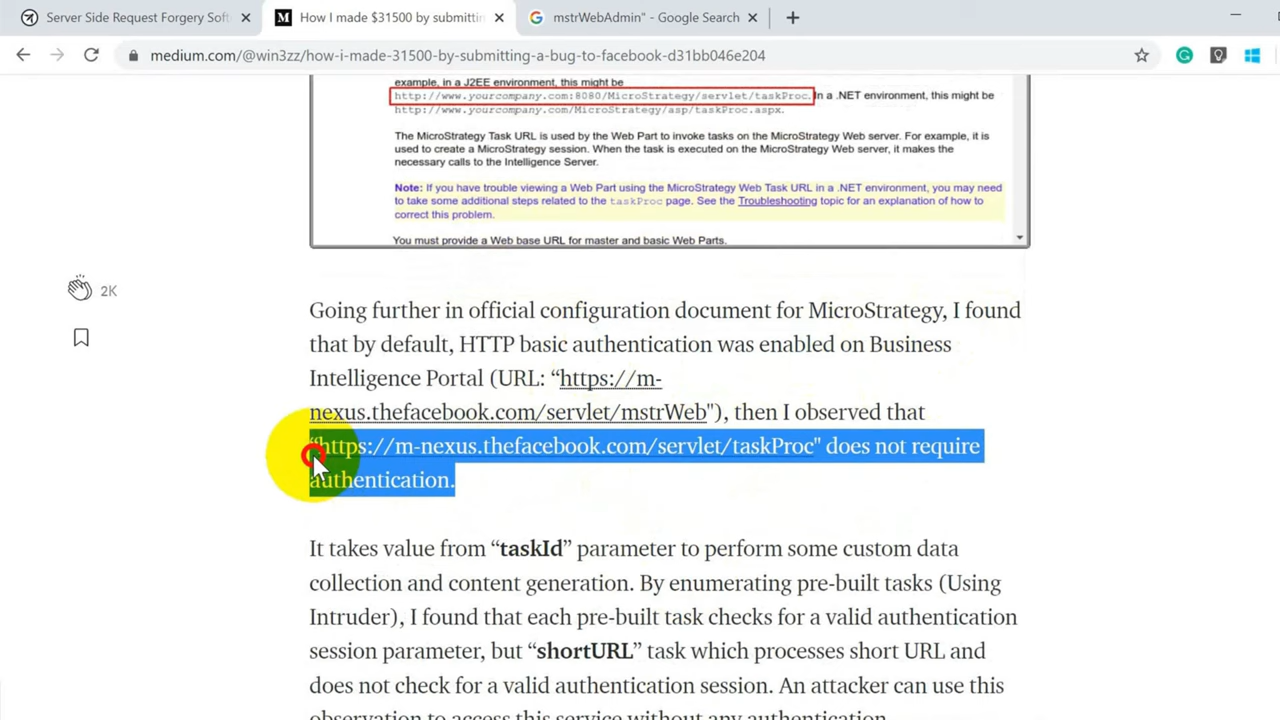 Server Side Request Forgery Soft
How I made $31500 by submittin
mstrWebAdmin" - Google Search
medium.com/@win3zz/how-i-made-31500-by-submitting-a-bug-to-facebook-d31bb046e204
example, in a J2EE environment, this might be
http://www.yourcompany.com:8080/MicroStrategy/servlet/taskProc. In a .NET environment, this might be
http://www.yourcompany.com/MicroStrategy/asp/taskProc.aspx.
The MicroStrategy Task URL is used by the Web Part to invoke tasks on the MicroStrategy Web server. For example, it is
used to create a MicroStrategy session. When the task is executed on the MicroStrategy Web server, it makes the
necessary calls to the Intelligence Server.
Note: If you have trouble viewing a Web Part using the MicroStrategy Web Task URL in a .NET environment, you may need
to take some additional steps related to the taskProc page. See the Troubleshooting topic for an explanation of how to
correct this problem.
You must provide a Web base URL for master and basic Web Parts.
2K
Going further in official configuration document for MicroStrategy, I found
that by default, HTTP basic authentication was enabled on Business
Intelligence Portal (URL: “https://m-
nexus.thefacebook.com/servlet/mstrWeb"), then I observed that
“https://m-nexus.thefacebook.com/servlet/taskProc" does not require
authentication.
It takes value from “taskId” parameter to perform some custom data
collection and content generation. By enumerating pre-built tasks (Using
Intruder), I found that each pre-built task checks for a valid authentication
session parameter, but “shortURL” task which processes short URL and
does not check for a valid authentication session. An attacker can use this
observation to access this service without any authentication.